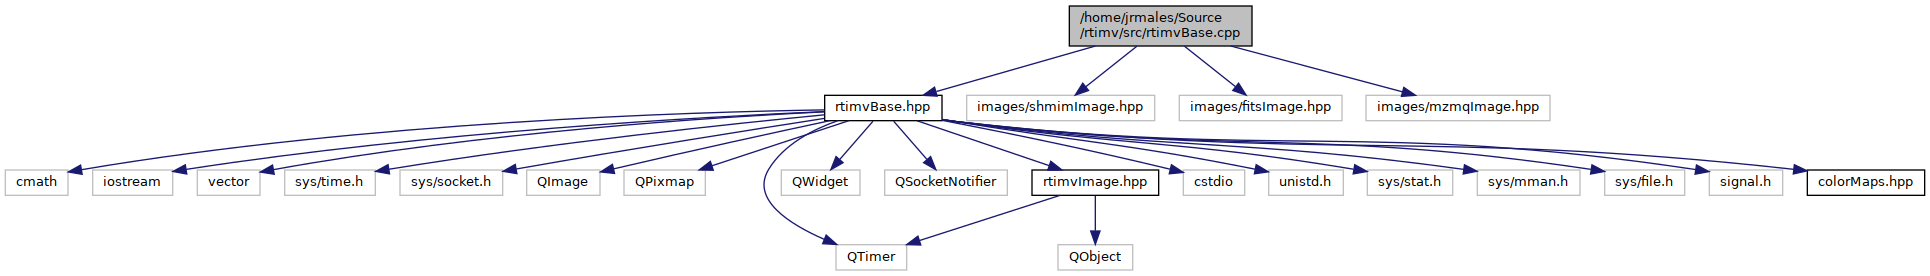 /home/jrmales/Source
/rtimv/src/rtimvBase.cpp
rtimvBase.hpp
images/shmimImage.hpp
images/fitsImage.hpp
images/mzmqImage.hpp
cmath
iostream
vector
sys/time.h
sys/socket.h
QImage
QPixmap
QWidget
QSocketNotifier
rtimvImage.hpp
cstdio
unistd.h
sys/stat.h
sys/mman.h
sys/file.h
signal.h
colorMaps.hpp
QTimer
QObject